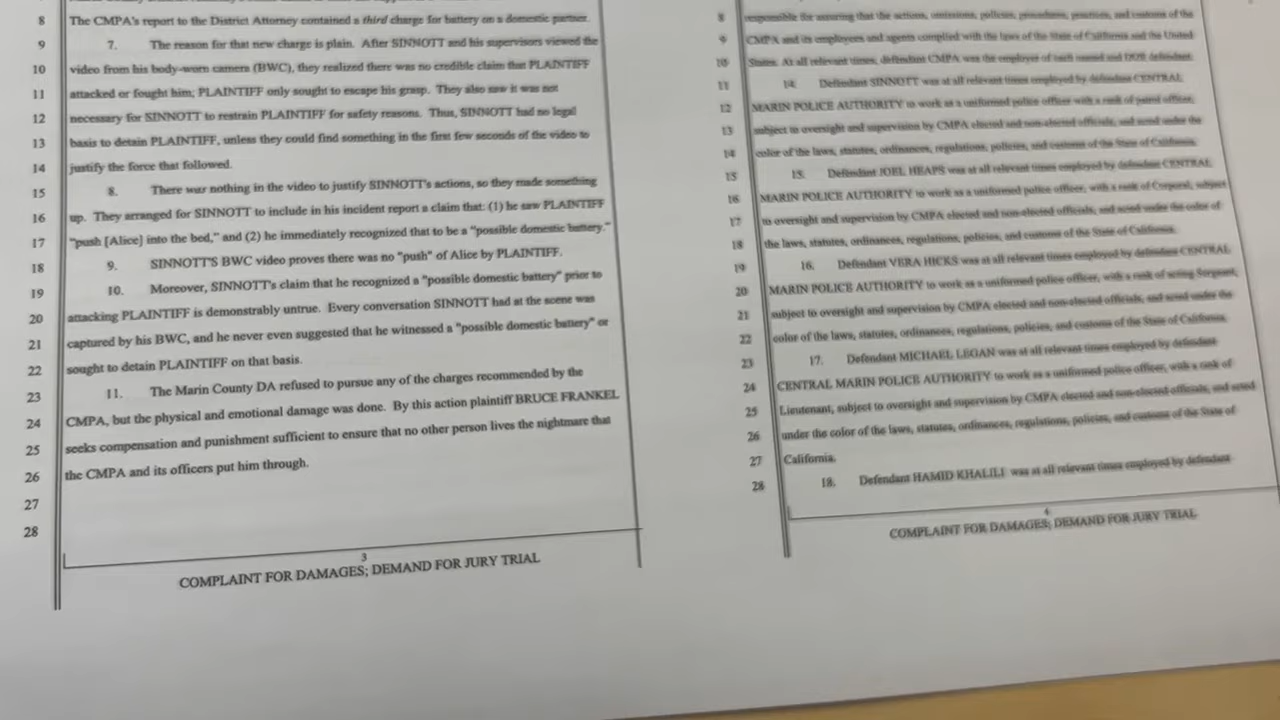 8 The CMPA's report to the District Attorney contained a third charge for battery on a domestic partner.
9 7. The reason for that new charge is plain. After SINNOTT and his supervisors viewed the
10 video from his body-worn camera (BWC), they realized there was no credible claim that PLAINTIFF
11 attacked or fought him; PLAINTIFF only sought to escape his grasp. They also saw it was not
12 necessary for SINNOTT to restrain PLAINTIFF for safety reasons. Thus, SINNOTT had no legal
13 basis to detain PLAINTIFF, unless they could find something in the first few seconds of the video to
14 justify the force that followed.
15 8. There was nothing in the video to justify SINNOTT's actions, so they made something
16 up. They arranged for SINNOTT to include in his incident report a claim that: (1) he saw PLAINTIFF
17 "push [Alice] into the bed," and (2) he immediately recognized that to be a "possible domestic battery."
18 9. SINNOTT'S BWC video proves there was no "push" of Alice by PLAINTIFF.
19 10. Moreover, SINNOTT's claim that he recognized a "possible domestic battery" prior to
20 attacking PLAINTIFF is demonstrably untrue. Every conversation SINNOTT had at the scene was
21 captured by his BWC, and he never even suggested that he witnessed a "possible domestic battery" or
22 sought to detain PLAINTIFF on that basis.
23 11. The Marin County DA refused to pursue any of the charges recommended by the
24 CMPA, but the physical and emotional damage was done. By this action plaintiff BRUCE FRANKEL
25 seeks compensation and punishment sufficient to ensure that no other person lives the nightmare that
26 the CMPA and its officers put him through.
27
28
3
COMPLAINT FOR DAMAGES; DEMAND FOR JURY TRIAL
8 responsible for assuring that the actions, omissions, policies, procedures, practices, and customs of the
9 CMPA and its employees and agents complied with the laws of the State of California and the United
10 States. At all relevant times, defendant CMPA was the employer of each named and DOE defendant.
11 14. Defendant SINNOTT was at all relevant times employed by defendant CENTRAL
12 MARIN POLICE AUTHORITY to work as a uniformed police officer with a rank of patrol officer,
13 subject to oversight and supervision by CMPA elected and non-elected officials, and acted under the
14 color of the laws, statutes, ordinances, regulations, policies, and customs of the State of California.
15 15. Defendant JOEL HEAPS was at all relevant times employed by defendant CENTRAL
16 MARIN POLICE AUTHORITY to work as a uniformed police officer, with a rank of Corporal, subject
17 to oversight and supervision by CMPA elected and non-elected officials, and acted under the color of
18 the laws, statutes, ordinances, regulations, policies, and customs of the State of California.
19 16. Defendant VERA HICKS was at all relevant times employed by defendant CENTRAL
20 MARIN POLICE AUTHORITY to work as a uniformed police officer, with a rank of acting Sergeant,
21 subject to oversight and supervision by CMPA elected and non-elected officials, and acted under the
22 color of the laws, statutes, ordinances, regulations, policies, and customs of the State of California.
23 17. Defendant MICHAEL LEGAN was at all relevant times employed by defendant
24 CENTRAL MARIN POLICE AUTHORITY to work as a uniformed police officer, with a rank of
25 Lieutenant, subject to oversight and supervision by CMPA elected and non-elected officials, and acted
26 under the color of the laws, statutes, ordinances, regulations, policies, and customs of the State of
27 California.
28 18. Defendant HAMID KHALILI was at all relevant times employed by defendant
4
COMPLAINT FOR DAMAGES; DEMAND FOR JURY TRIAL